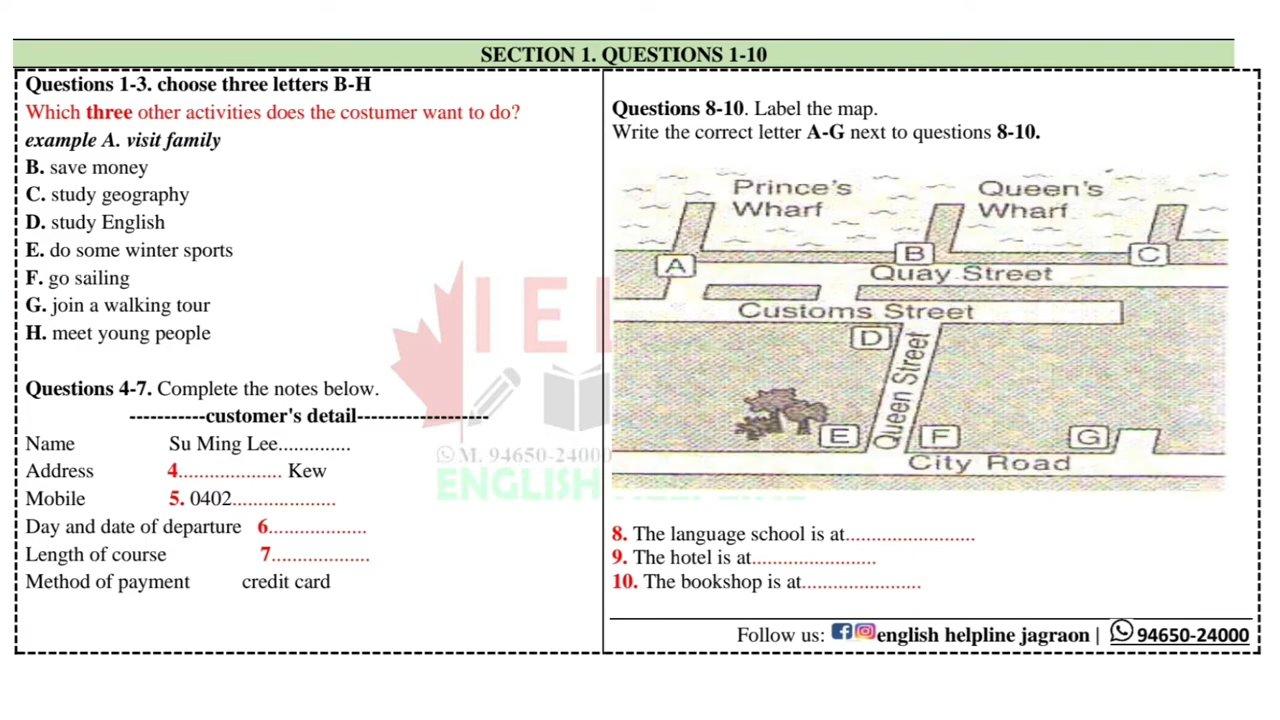 SECTION 1. QUESTIONS 1-10
Questions 1-3. choose three letters B-H
Which three other activities does the costumer want to do?
example A. visit family
B. save money
C. study geography
D. study English
E. do some winter sports
F. go sailing
G. join a walking tour
H. meet young people
Questions 4-7. Complete the notes below.
-----------customer's detail-------------------
Name Su Ming Lee.............
Address 4................... Kew
Mobile 5. 0402...................
Day and date of departure 6..................
Length of course 7..................
Method of payment credit card
IEL
M. 94650-24000
ENGLISH HELPLINE
Questions 8-10. Label the map.
Write the correct letter A-G next to questions 8-10.
Prince's Wharf
Queen's Wharf
A
B
C
Quay Street
Customs Street
D
Queen Street
E
F
G
City Road
8. The language school is at.........................
9. The hotel is at........................
10. The bookshop is at.......................
Follow us: english helpline jagraon | 94650-24000